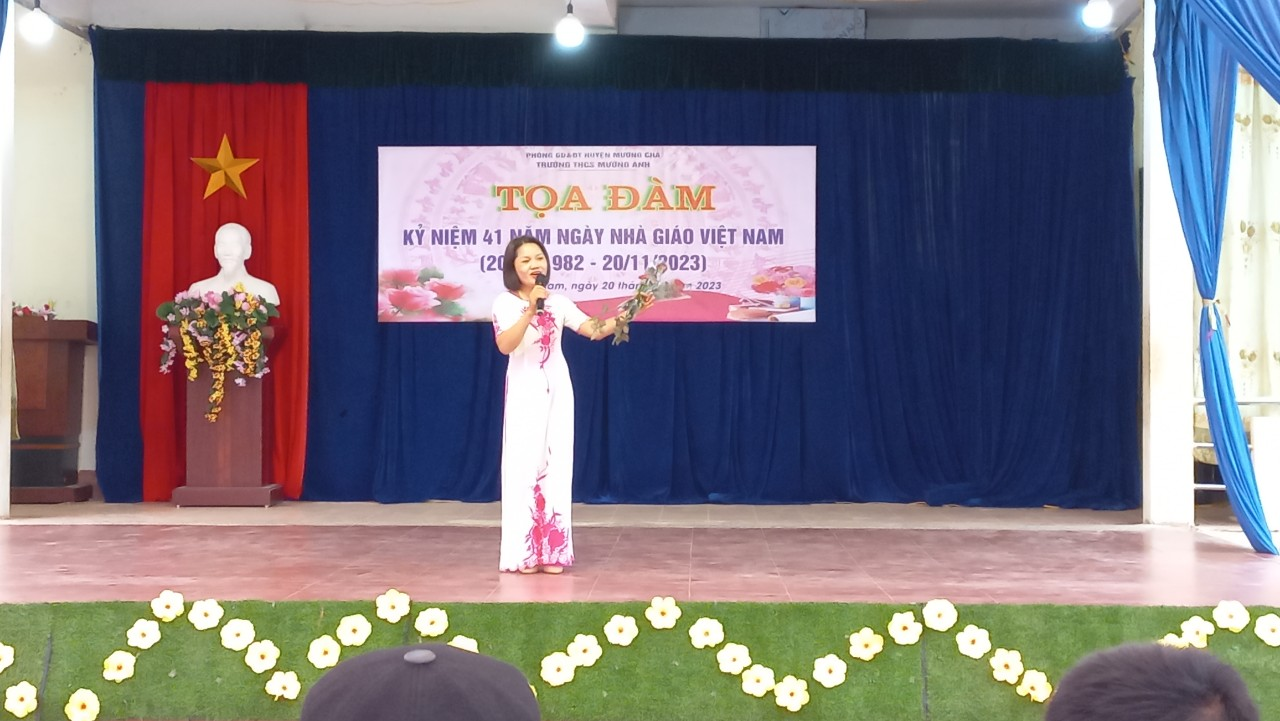 PHÒNG GD&ĐT HUYỆN MƯỜNG CHÀ
TRƯỜNG THCS MƯỜNG ANH
TỌA ĐÀM
KỶ NIỆM 41 NĂM NGÀY NHÀ GIÁO VIỆT NAM
(20 982 - 20/11/2023)
ngày 20 2023